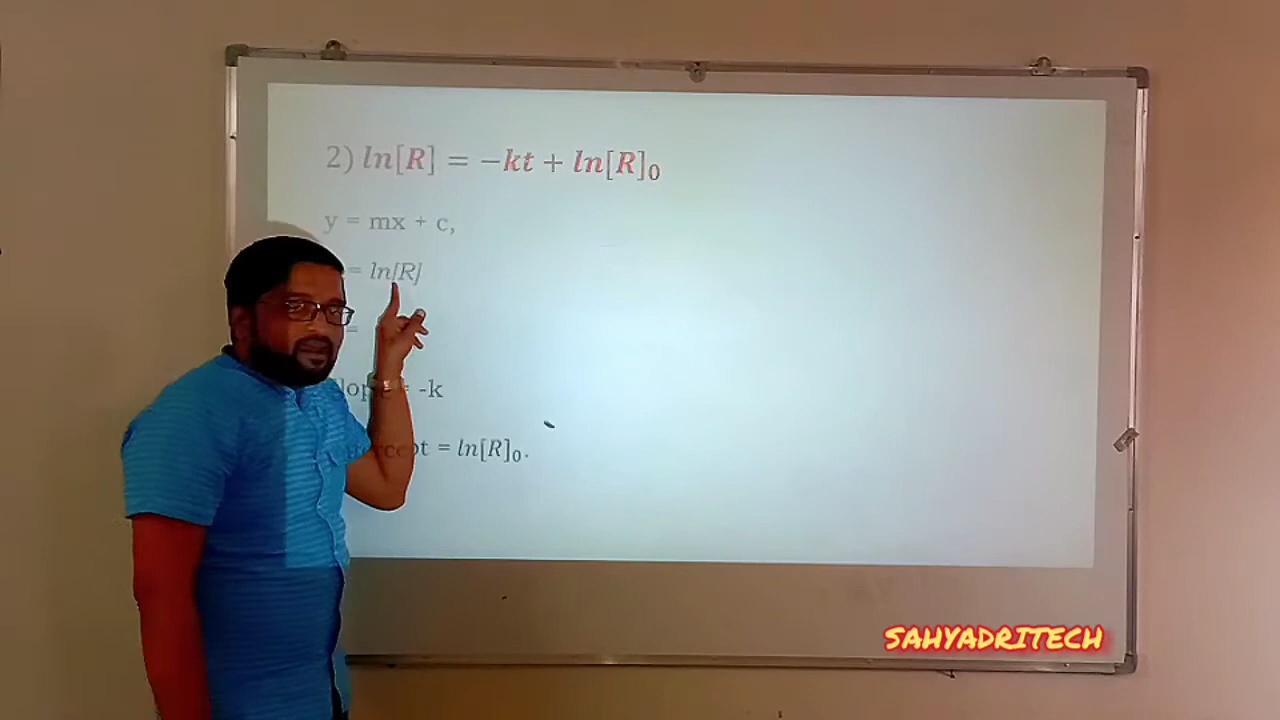 2) ln[R] = −kt + ln[R]₀
y = mx + c,
= ln[R]
=
= -k
= ln[R]₀.
SAHYADRITECH